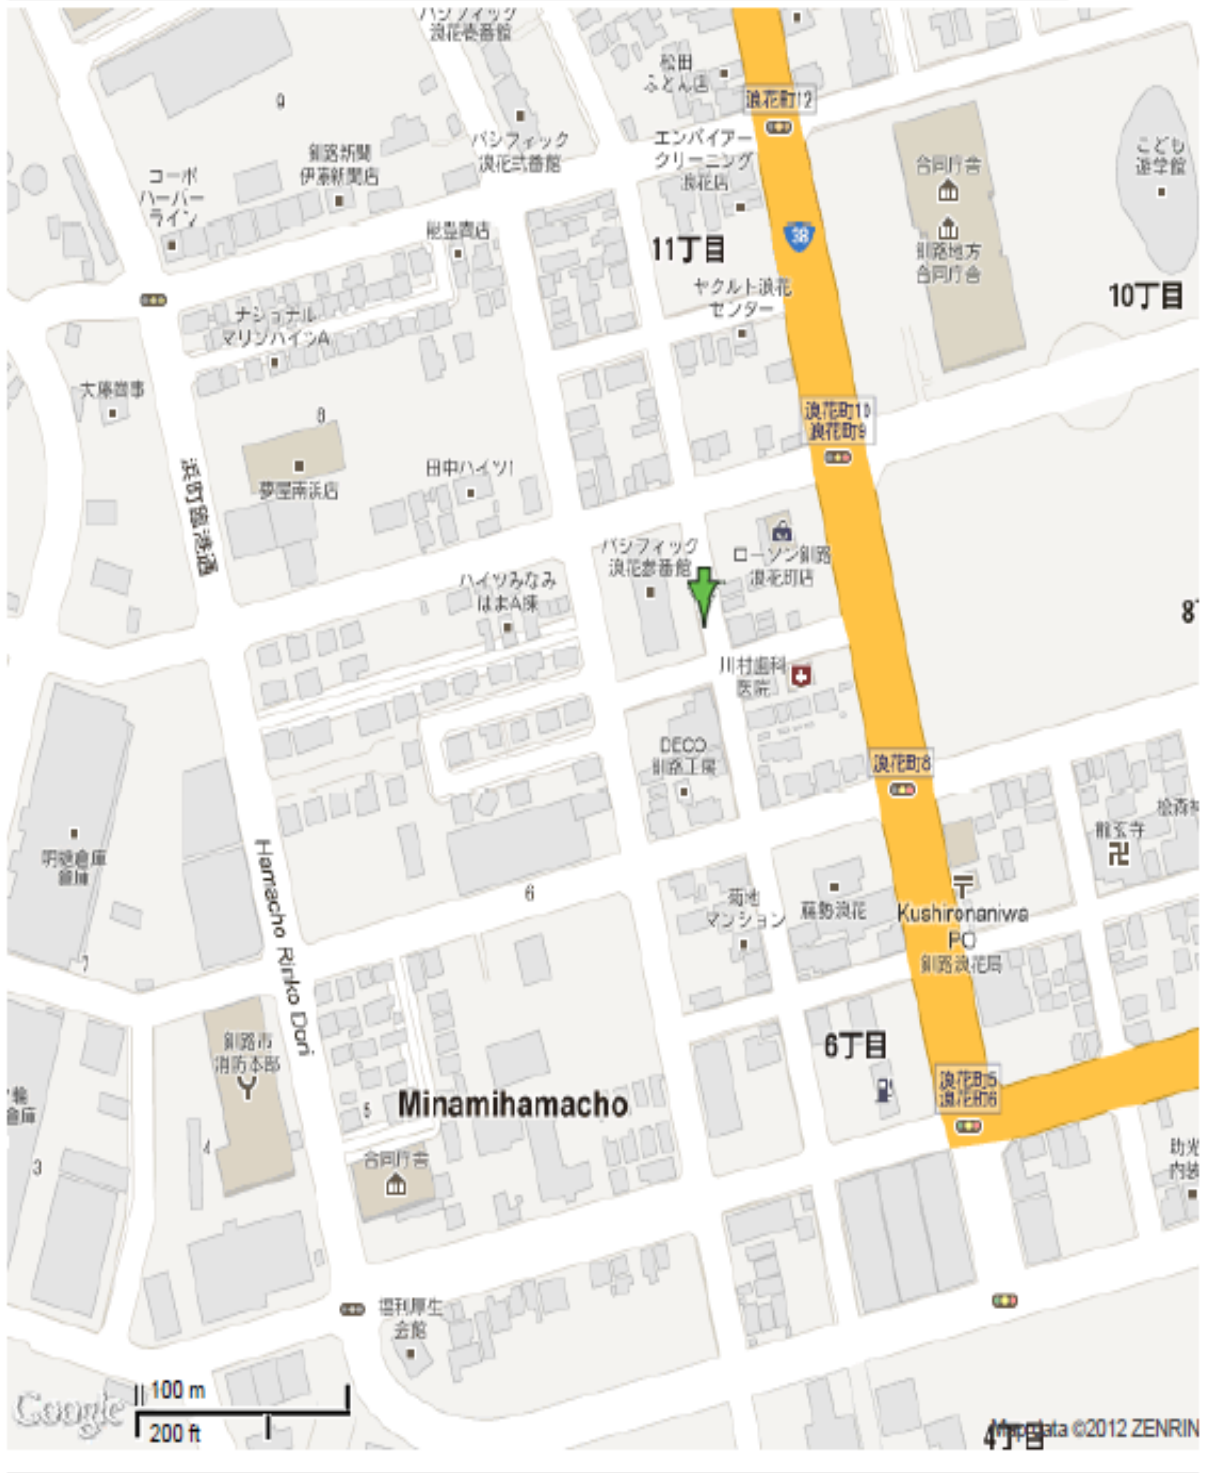 パシフィック
浪花壱番館
松田
ふとん店
浪花町12
9
パシフィック
浪花弐番館
エンパイアー
クリーニング
浪花店
合同庁舎
こども
遊学館
釧路新聞
伊藤新聞店
コーポ
ハーバー
ライン
能登商店
11丁目
38
釧路地方
合同庁舎
ヤクルト浪花
センター
10丁目
ナショナル
マリンハイツA
大藤商事
8
浪花町10
浪花町9
夢屋南浜店
田中ハイツ1
浜町臨港通
パシフィック
浪花参番館
ローソン釧路
浪花町店
ハイツみなみ
はまA棟
川村歯科
医院
DECO
釧路工房
浪花町8
龍玄寺
Hamacho Rinko Dori
6
菊地
マンション
藤勢浪花
Kushironaniwa
PO
釧路浪花局
7
釧路市
消防本部
6丁目
浪花町5
浪花町6
5
Minamihamacho
4
3
合同庁舎
助光
内装
福利厚生
会館
Google
100 m
200 ft
4丁目
Map data ©2012 ZENRIN